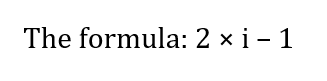 The formula: 2 × i – 1